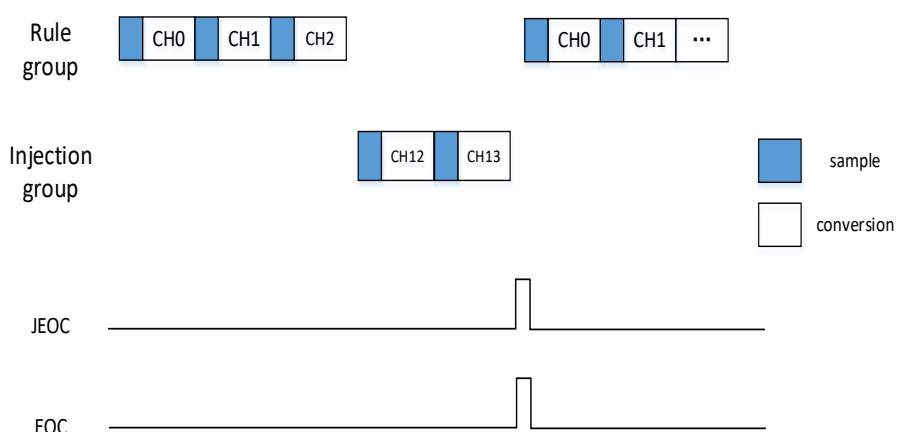 Rule
group
CH0 CH1 CH2
CH0 CH1 ...
Injection
group
CH12 CH13
sample
conversion
JEOC
EOC